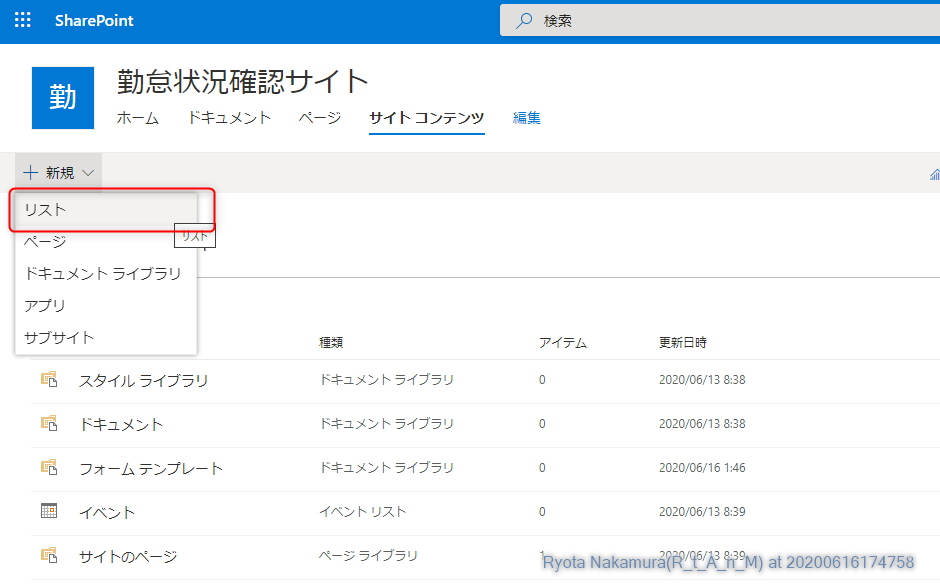 SharePoint
検索
勤
勤怠状況確認サイト
ホーム ドキュメント ページ サイト コンテンツ 編集
＋ 新規
リスト
リスト
ページ
ドキュメント ライブラリ
アプリ
サブサイト
種類 アイテム 更新日時
スタイル ライブラリ ドキュメント ライブラリ 0 2020/06/13 8:38
ドキュメント ドキュメント ライブラリ 0 2020/06/13 8:38
フォーム テンプレート ドキュメント ライブラリ 0 2020/06/16 1:46
イベント イベント リスト 0 2020/06/13 8:39
サイトのページ ページ ライブラリ 1 2020/06/13 8:39
Ryota Nakamura(R_t_A_n_M) at 20200616174758